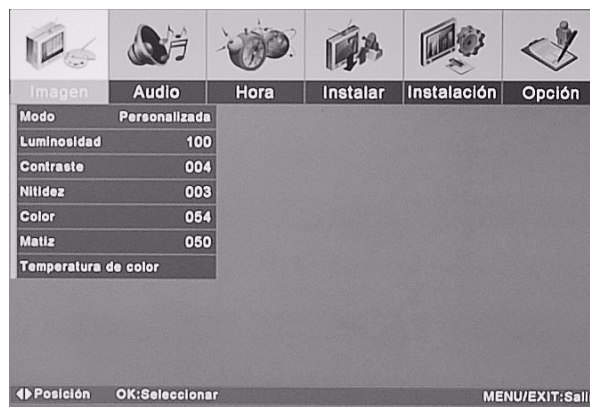 Imagen Audio Hora Instalar Instalación Opción
Modo Personalizada
Luminosidad 100
Contraste 004
Nitidez 003
Color 054
Matiz 050
Temperatura de color
Posición OK:Seleccionar MENU/EXIT:Sali